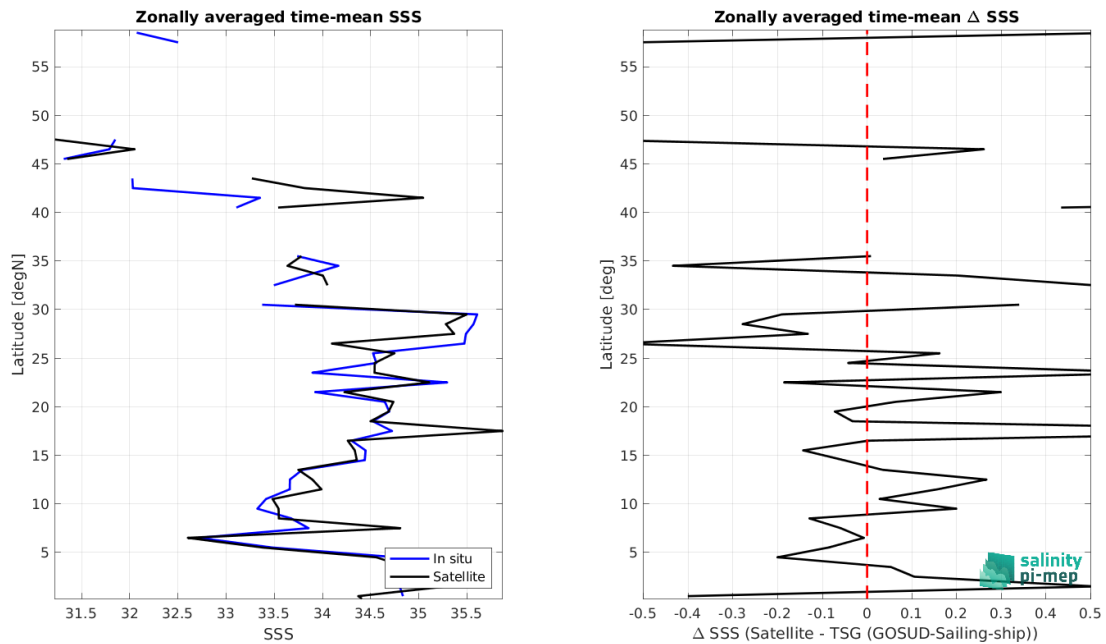 Zonally averaged time-mean SSS
55
50
45
40
35
30
25
20
15
10
5
Latitude [degN]
In situ
Satellite
31.5 32 32.5 33 33.5 34 34.5 35 35.5
SSS
Zonally averaged time-mean Δ SSS
55
50
45
40
35
30
25
20
15
10
5
Latitude [deg]
salinity
pi-mep
-0.5 -0.4 -0.3 -0.2 -0.1 0 0.1 0.2 0.3 0.4 0.5
Δ SSS (Satellite - TSG (GOSUD-Sailing-ship))